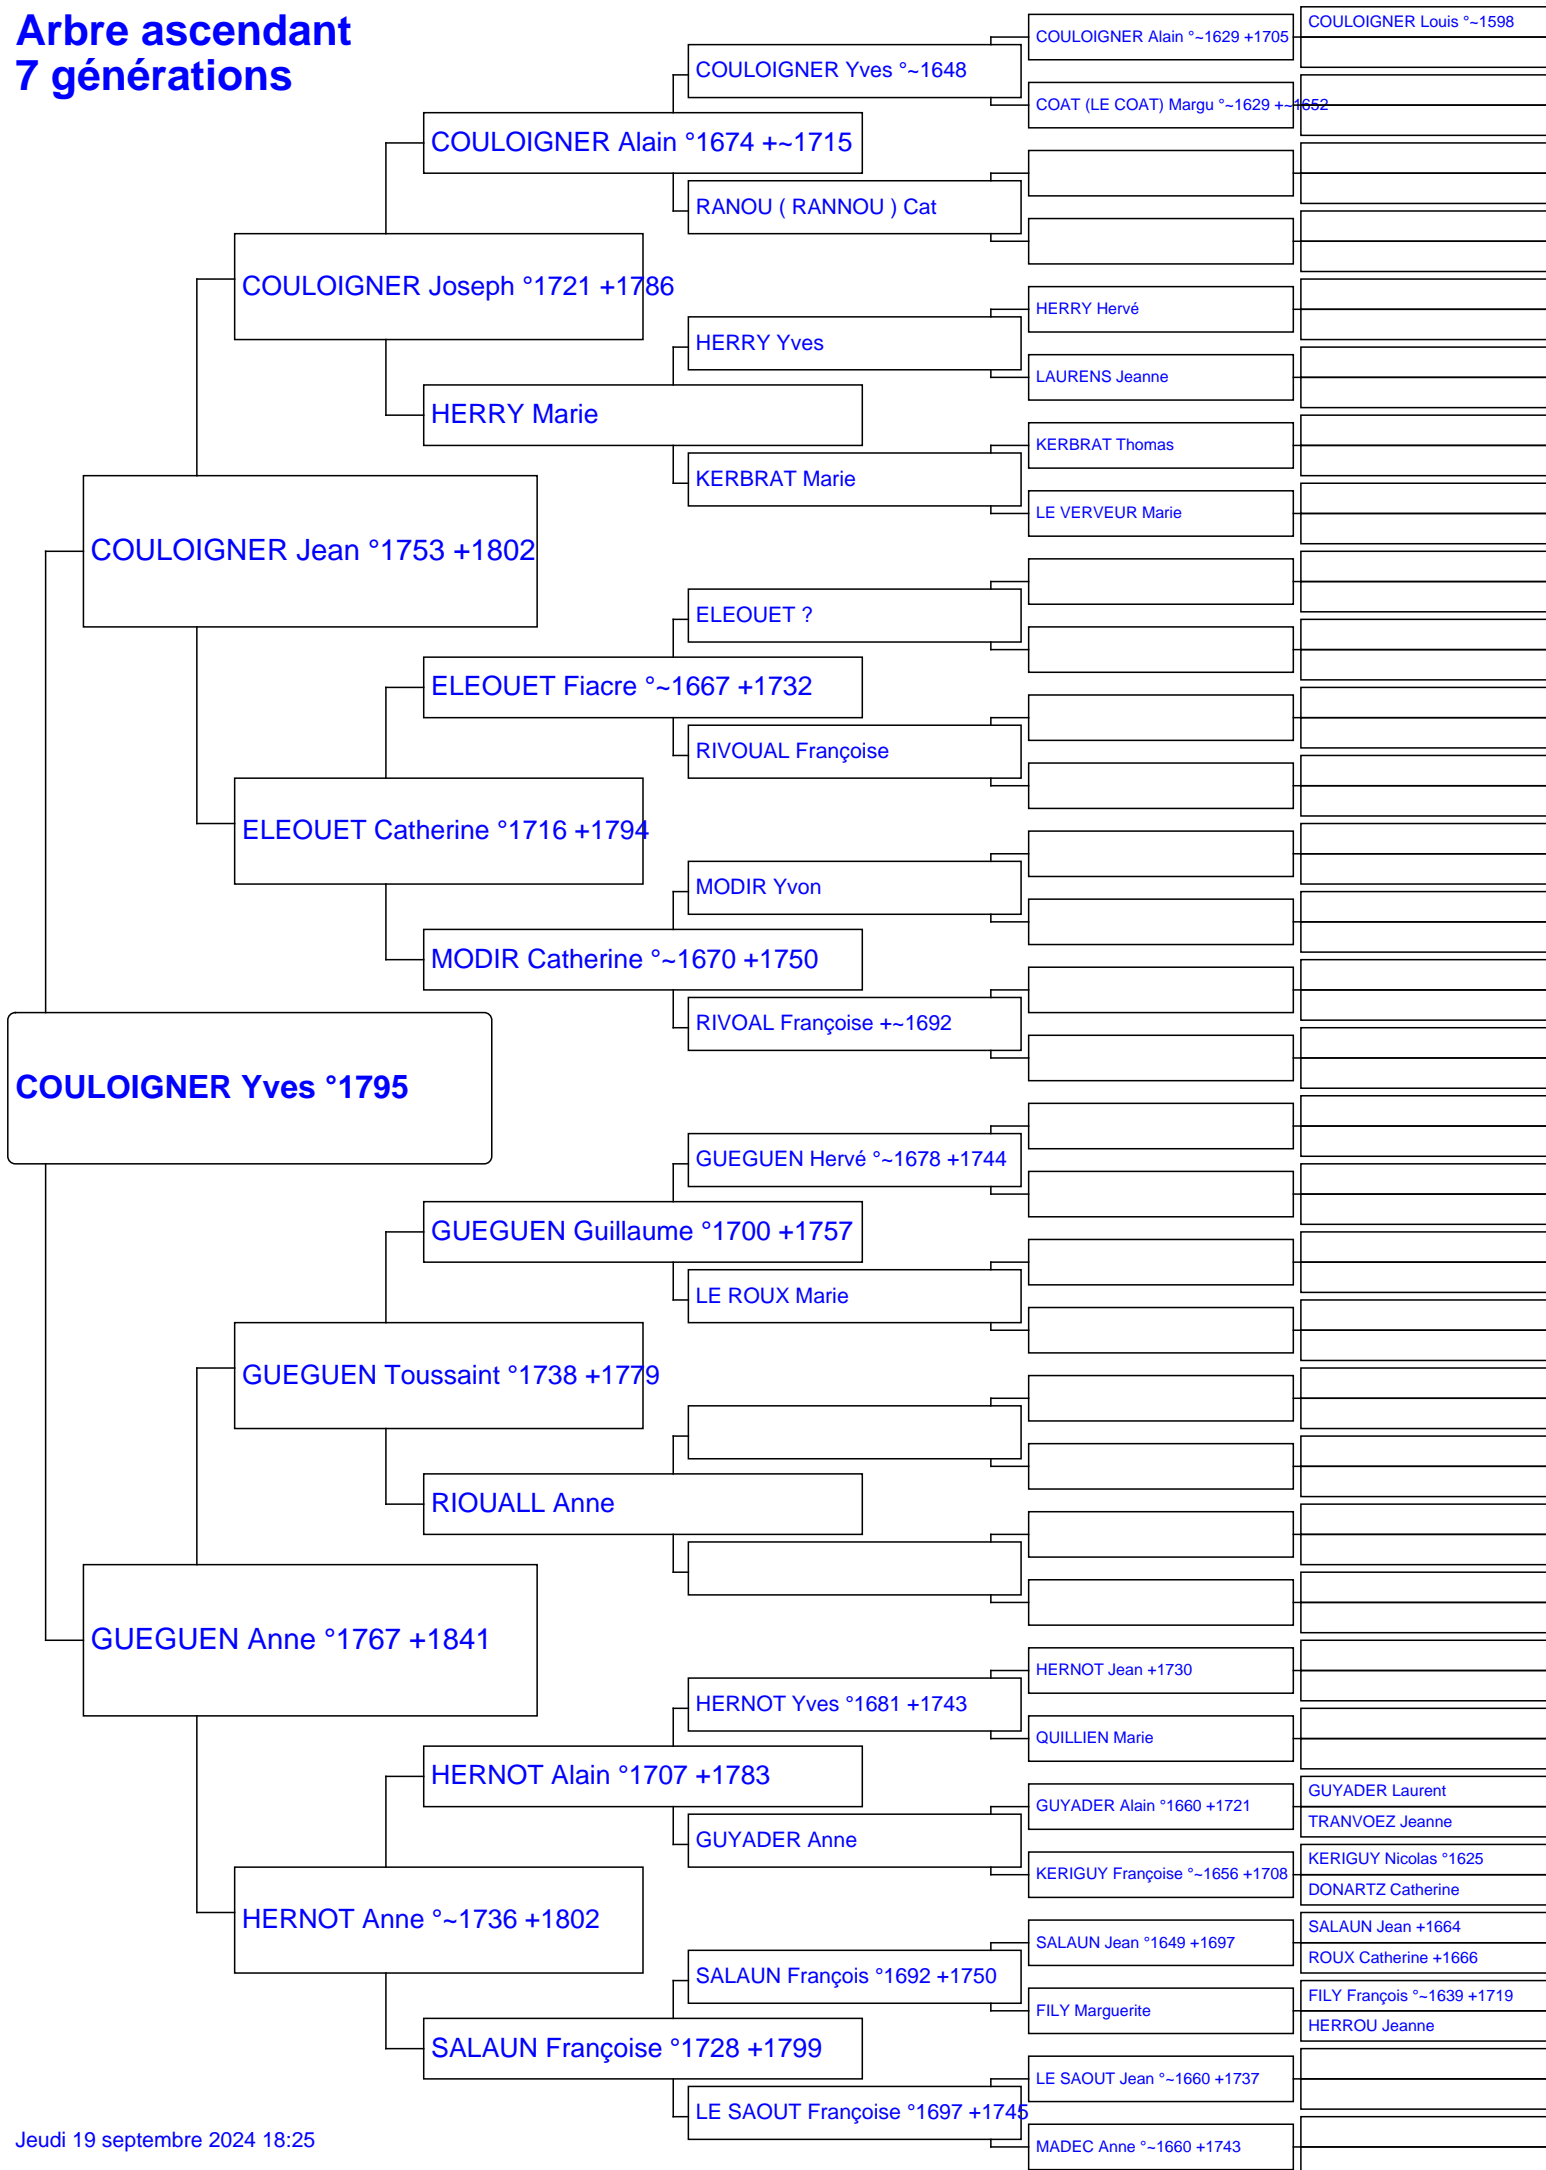 Arbre ascendant
7 générations
COULOIGNER Yves °1795
COULOIGNER Jean °1753 +1802
GUEGUEN Anne °1767 +1841
COULOIGNER Joseph °1721 +1786
ELEOUET Catherine °1716 +1794
GUEGUEN Toussaint °1738 +1779
HERNOT Anne °~1736 +1802
COULOIGNER Alain °1674 +~1715
HERRY Marie
ELEOUET Fiacre °~1667 +1732
MODIR Catherine °~1670 +1750
GUEGUEN Guillaume °1700 +1757
RIOUALL Anne
HERNOT Alain °1707 +1783
SALAUN Françoise °1728 +1799
COULOIGNER Yves °~1648
RANOU ( RANNOU ) Cat
HERRY Yves
KERBRAT Marie
ELEOUET ?
RIVOUAL Françoise
MODIR Yvon
RIVOAL Françoise +~1692
GUEGUEN Hervé °~1678 +1744
LE ROUX Marie
HERNOT Yves °1681 +1743
GUYADER Anne
SALAUN François °1692 +1750
LE SAOUT Françoise °1697 +1745
COULOIGNER Alain °~1629 +1705
COAT (LE COAT) Margu °~1629 +~1652
HERRY Hervé
LAURENS Jeanne
KERBRAT Thomas
LE VERVEUR Marie
HERNOT Jean +1730
QUILLIEN Marie
GUYADER Alain °1660 +1721
KERIGUY Françoise °~1656 +1708
SALAUN Jean °1649 +1697
FILY Marguerite
LE SAOUT Jean °~1660 +1737
MADEC Anne °~1660 +1743
COULOIGNER Louis °~1598
GUYADER Laurent
TRANVOEZ Jeanne
KERIGUY Nicolas °1625
DONARTZ Catherine
SALAUN Jean +1664
ROUX Catherine +1666
FILY François °~1639 +1719
HERROU Jeanne
Jeudi 19 septembre 2024 18:25